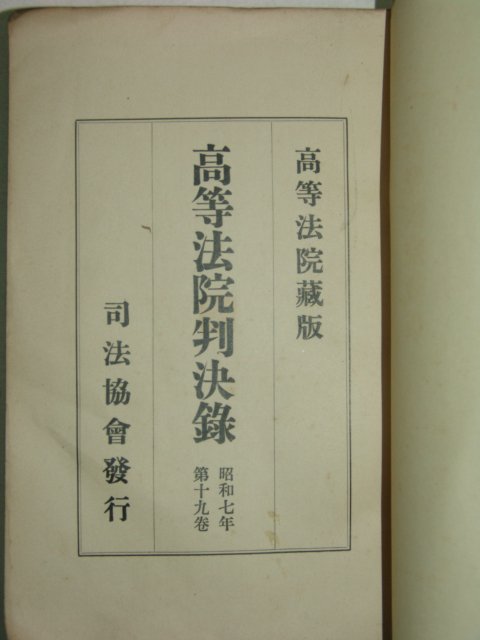 高等法院藏版
高等法院判決錄
昭和七年
第十九卷
司法協會發行